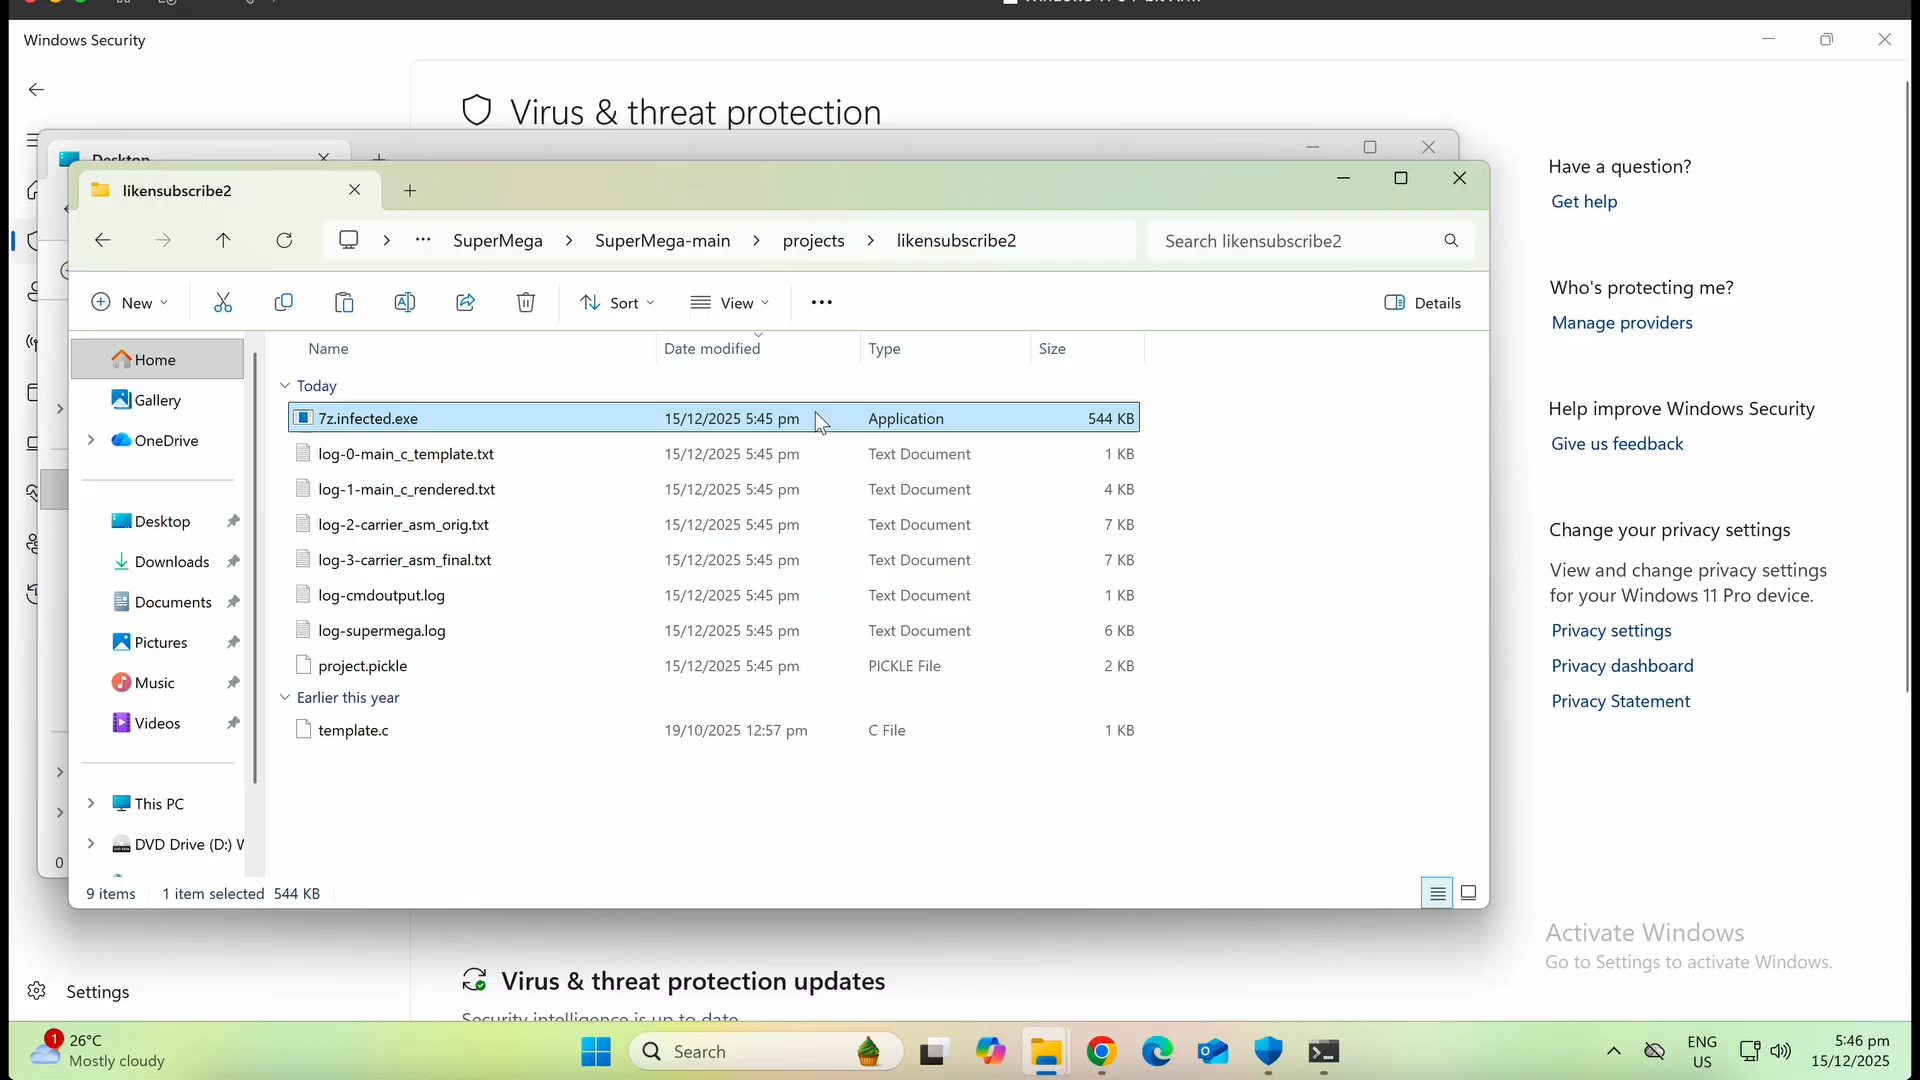 Windows Security
Virus & threat protection
Desktop
likensubscribe2
SuperMega
SuperMega-main
projects
likensubscribe2
Search likensubscribe2
New
Sort
View
Details
Name Date modified Type Size
Today
7z.infected.exe 15/12/2025 5:45 pm Application 544 KB
log-0-main_c_template.txt 15/12/2025 5:45 pm Text Document 1 KB
log-1-main_c_rendered.txt 15/12/2025 5:45 pm Text Document 4 KB
log-2-carrier_asm_orig.txt 15/12/2025 5:45 pm Text Document 7 KB
log-3-carrier_asm_final.txt 15/12/2025 5:45 pm Text Document 7 KB
log-cmdoutput.log 15/12/2025 5:45 pm Text Document 1 KB
log-supermega.log 15/12/2025 5:45 pm Text Document 6 KB
project.pickle 15/12/2025 5:45 pm PICKLE File 2 KB
Earlier this year
template.c 19/10/2025 12:57 pm C File 1 KB
Home
Gallery
OneDrive
Desktop
Downloads
Documents
Pictures
Music
Videos
This PC
DVD Drive (D:) W
0
9 items 1 item selected 544 KB
Have a question?
Get help
Who's protecting me?
Manage providers
Help improve Windows Security
Give us feedback
Change your privacy settings
View and change privacy settings
for your Windows 11 Pro device.
Privacy settings
Privacy dashboard
Privacy Statement
Activate Windows
Go to Settings to activate Windows.
Settings
Virus & threat protection updates
Security intelligence is up to date
1
26°C
Mostly cloudy
Search
ENG
US
5:46 pm
15/12/2025